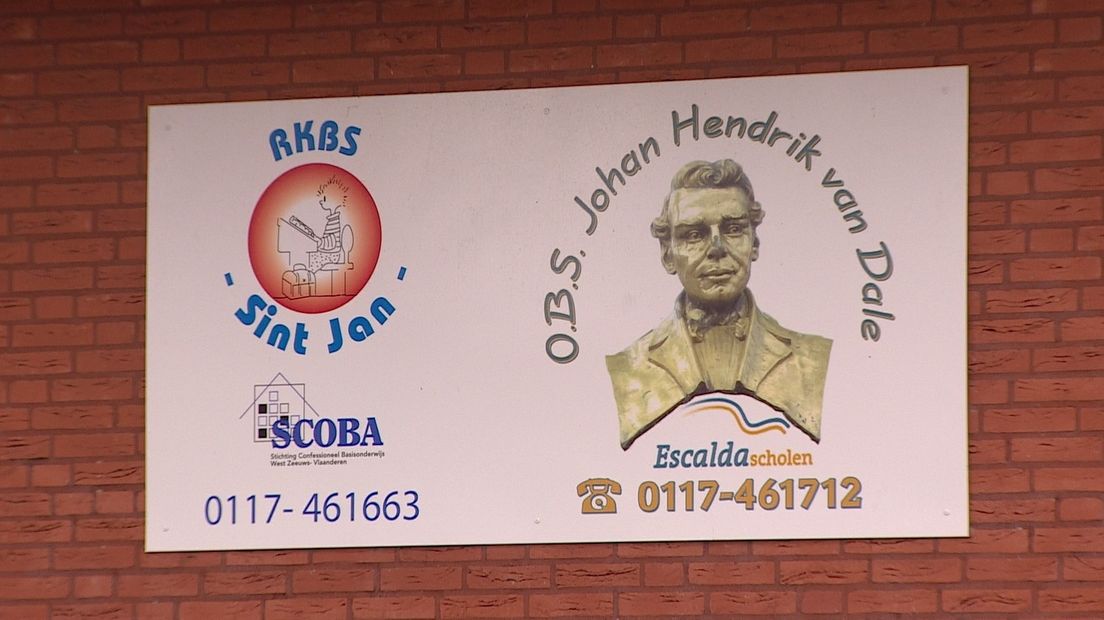 RKBS
- Sint Jan -
SCOBA
Stichting Confessioneel Basisonderwijs
West Zeeuws- Vlaanderen
0117- 461663
O.B.S. Johan Hendrik van Dale
Escaldascholen
0117-461712